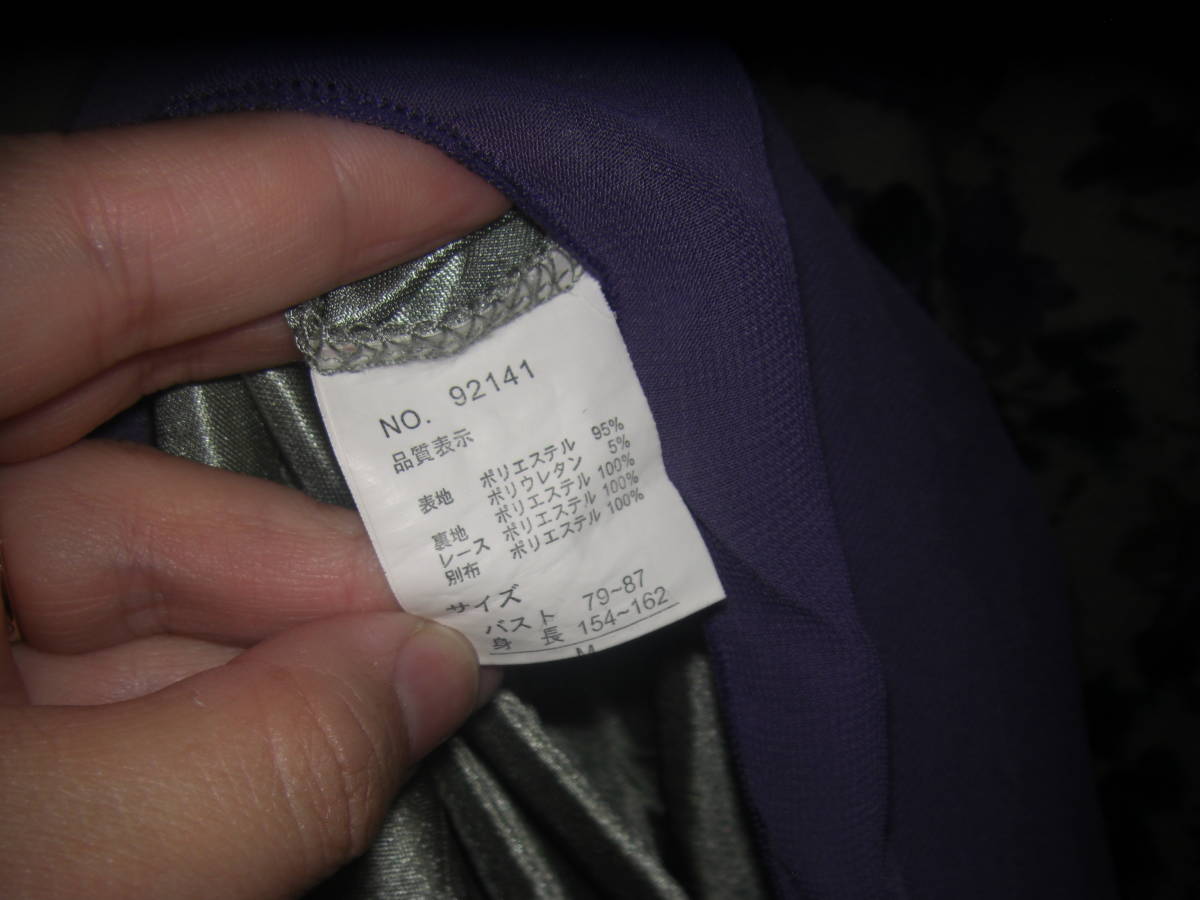 NO. 92141
品質表示
表地 ポリエステル 95%
ポリウレタン 5%
裏地 ポリエステル 100%
レース ポリエステル 100%
別布 ポリエステル 100%
サイズ
バスト 79~87
身長 154~162
M